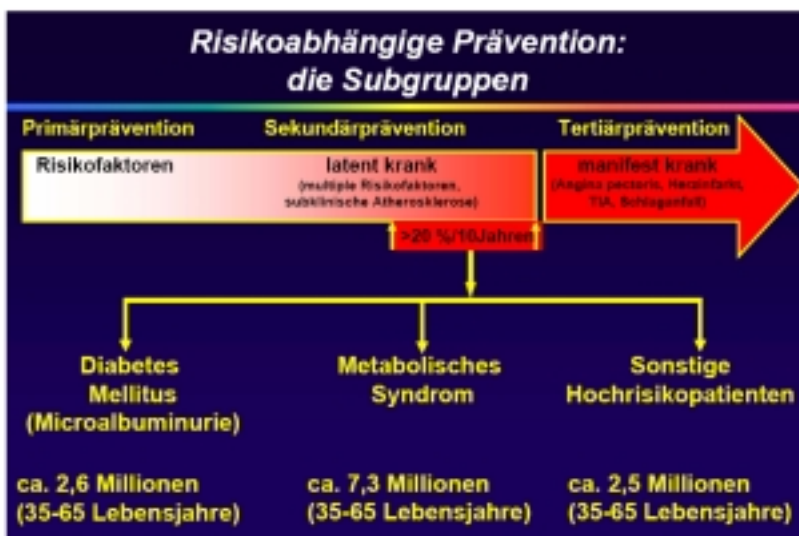 Risikoabhängige Prävention:
die Subgruppen
Primärprävention Sekundärprävention Tertiärprävention
Risikofaktoren latent krank manifest krank
(multiple Risikofaktoren, (Angina pectoris, Herzinfarkt,
subklinische Atherosklerose) TIA, Schlaganfall)
>20 %/10Jahren
Diabetes Metabolisches Sonstige
Mellitus Syndrom Hochrisikopatienten
(Microalbuminurie)
ca. 2,6 Millionen ca. 7,3 Millionen ca. 2,5 Millionen
(35-65 Lebensjahre) (35-65 Lebensjahre) (35-65 Lebensjahre)